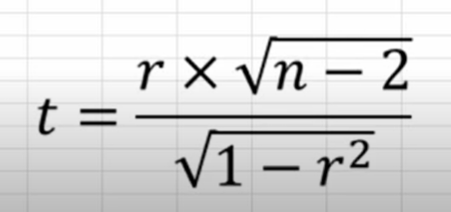 t = r × √n − 2 / √1 − r²